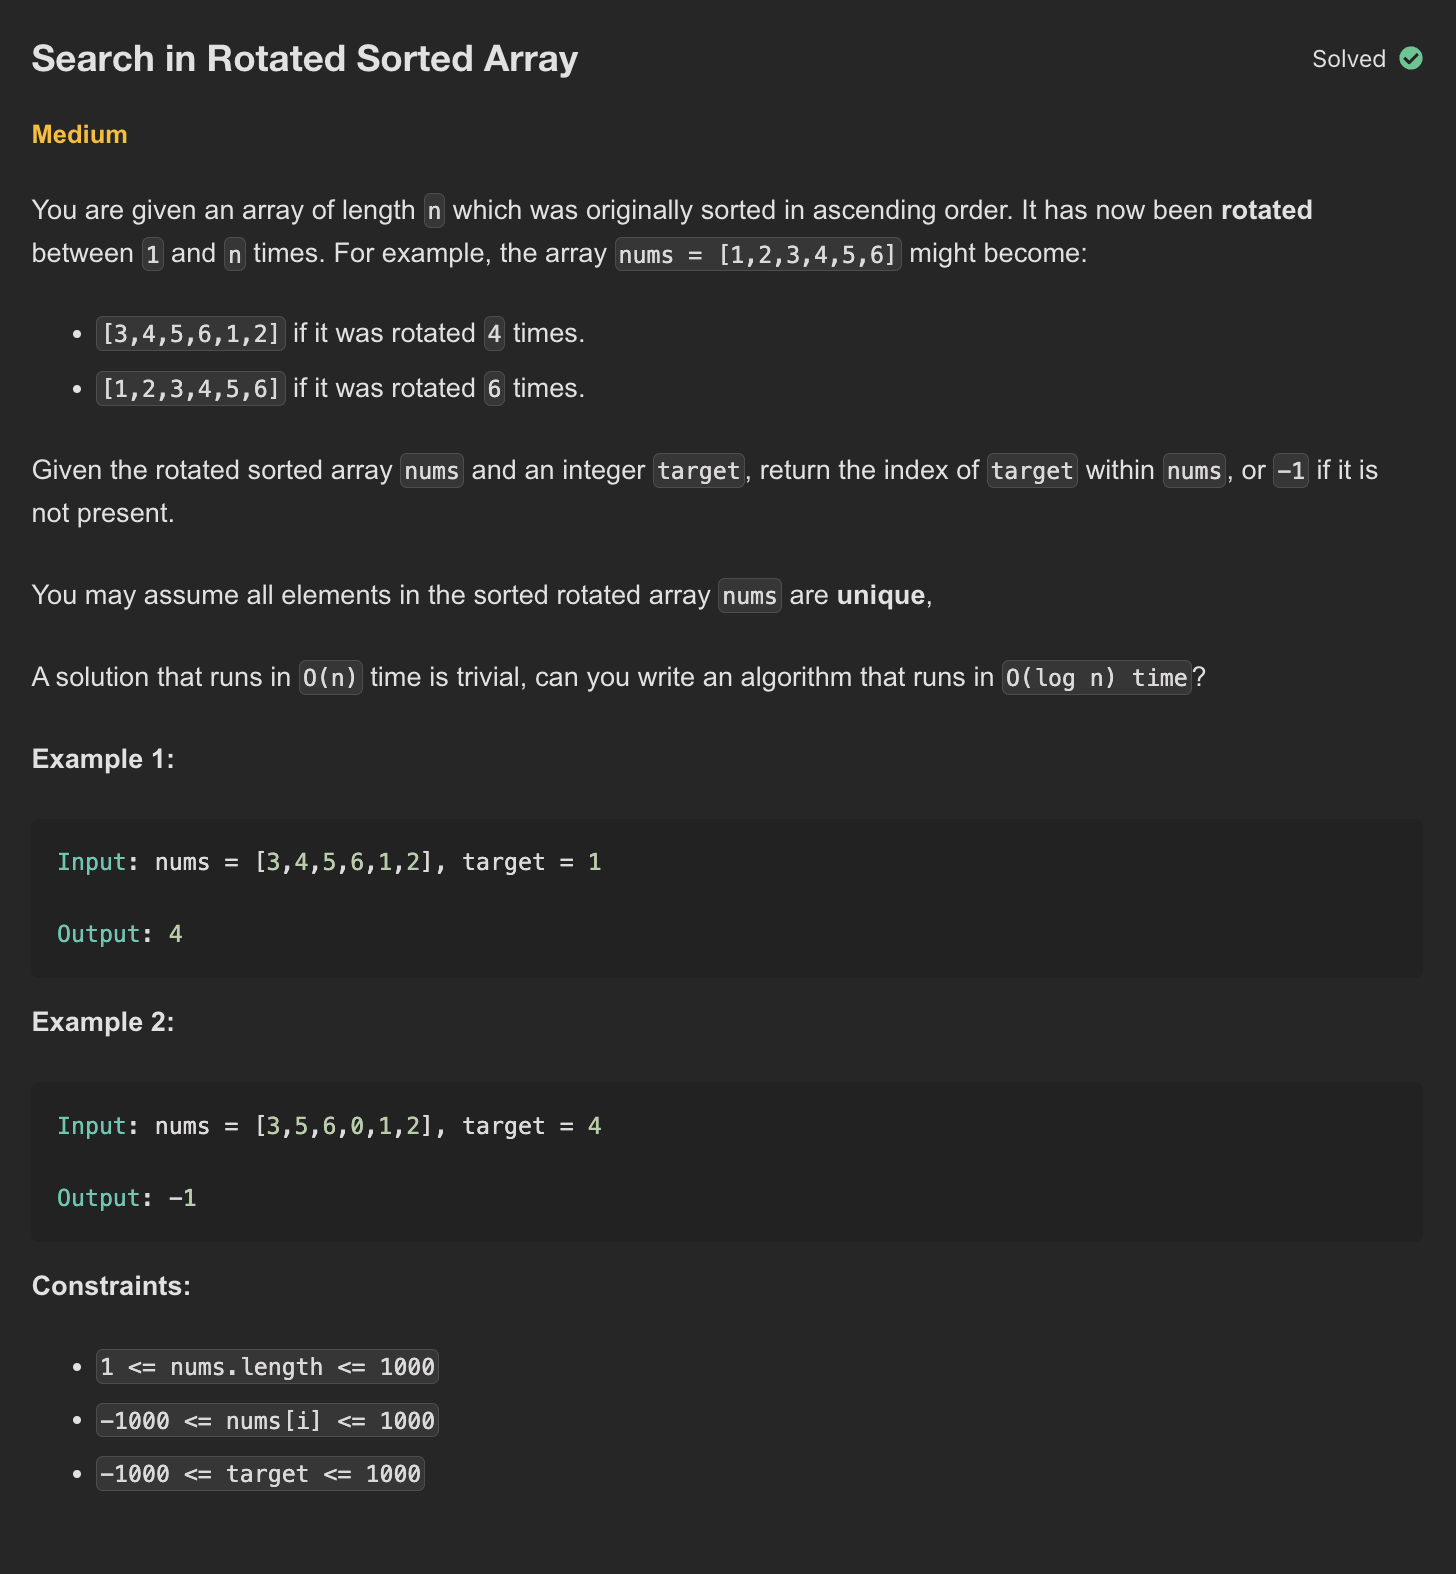 Search in Rotated Sorted Array
Solved
Medium
You are given an array of length n which was originally sorted in ascending order. It has now been rotated
between 1 and n times. For example, the array nums = [1,2,3,4,5,6] might become:
• [3,4,5,6,1,2] if it was rotated 4 times.
• [1,2,3,4,5,6] if it was rotated 6 times.
Given the rotated sorted array nums and an integer target, return the index of target within nums, or -1 if it is
not present.
You may assume all elements in the sorted rotated array nums are unique,
A solution that runs in O(n) time is trivial, can you write an algorithm that runs in O(log n) time?
Example 1:
Input: nums = [3,4,5,6,1,2], target = 1
Output: 4
Example 2:
Input: nums = [3,5,6,0,1,2], target = 4
Output: -1
Constraints:
• 1 <= nums.length <= 1000
• -1000 <= nums[i] <= 1000
• -1000 <= target <= 1000